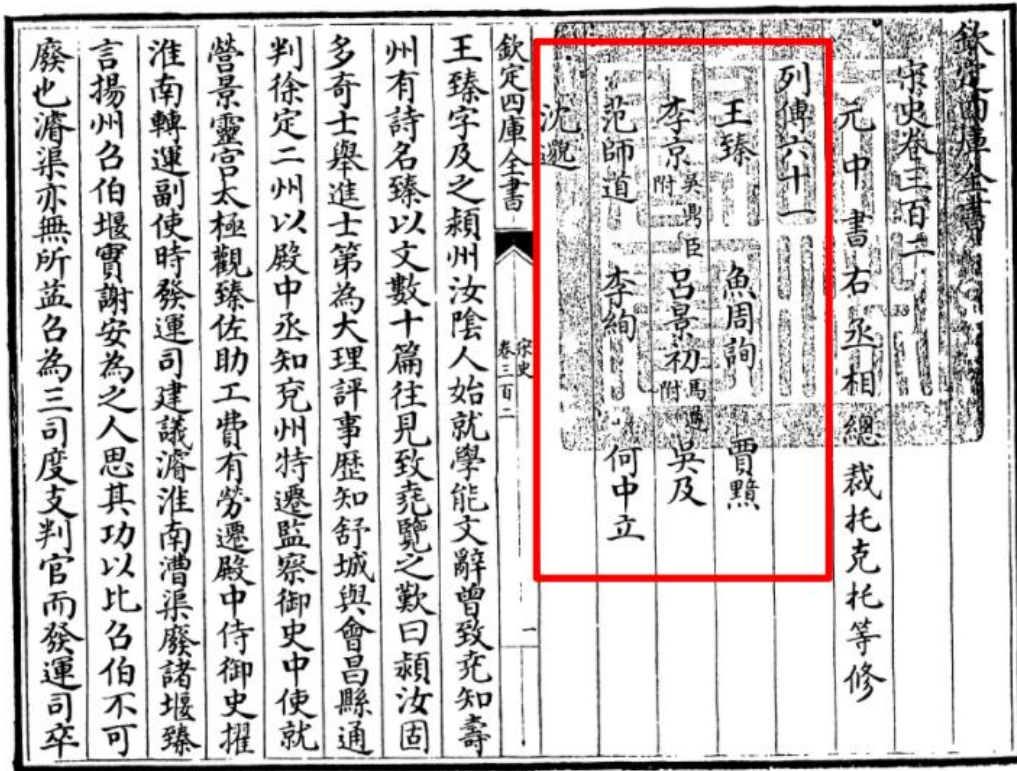 欽定四庫全書
宋史卷三百二
元中書右丞相總裁托克托等修
列傳六十一
王臻 魚周詢 賈黯
李京 吳鼎臣附 呂景初 馬遵附 吳及
范師道 李絢 何中立
沈邈
欽定四庫全書
宋史
卷三百二
一
王臻字及之潁州汝陰人始就學能文辭曾致堯知壽
州有詩名臻以文數十篇往見致堯覽之歎曰潁汝固
多奇士舉進士第為大理評事歷知舒城與會昌縣通
判徐定二州以殿中丞知兗州特遷監察御史中使就
營景靈宮太極觀臻佐助工費有勞遷殿中侍御史擢
淮南轉運副使時發運司建議濬淮南漕渠廢諸堰臻
言揚州召伯堰實謝安為之人思其功以比召伯不可
廢也濬渠亦無所益召為三司度支判官而發運司卒